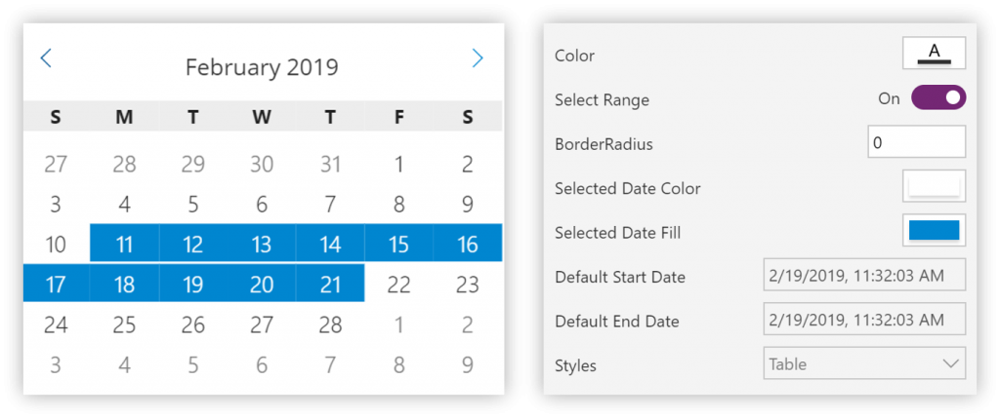 February 2019
S M T W T F S
27 28 29 30 31 1 2
3 4 5 6 7 8 9
10 11 12 13 14 15 16
17 18 19 20 21 22 23
24 25 26 27 28 1 2
3 4 5 6 7 8 9
Color A
Select Range On
BorderRadius 0
Selected Date Color
Selected Date Fill
Default Start Date 2/19/2019, 11:32:03 AM
Default End Date 2/19/2019, 11:32:03 AM
Styles Table